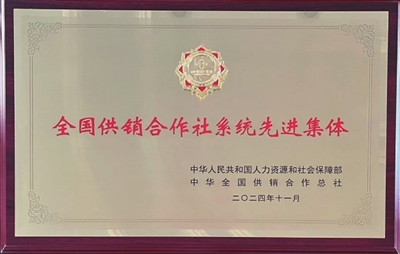 全国供销合作社系统先进集体
中华人民共和国人力资源和社会保障部
中华全国供销合作总社
二〇二四年十一月